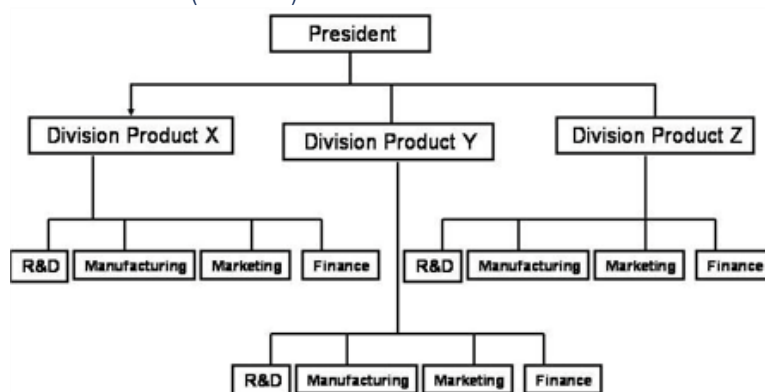 President
Division Product X
Division Product Y
Division Product Z
R&D
Manufacturing
Marketing
Finance
R&D
Manufacturing
Marketing
Finance
R&D
Manufacturing
Marketing
Finance